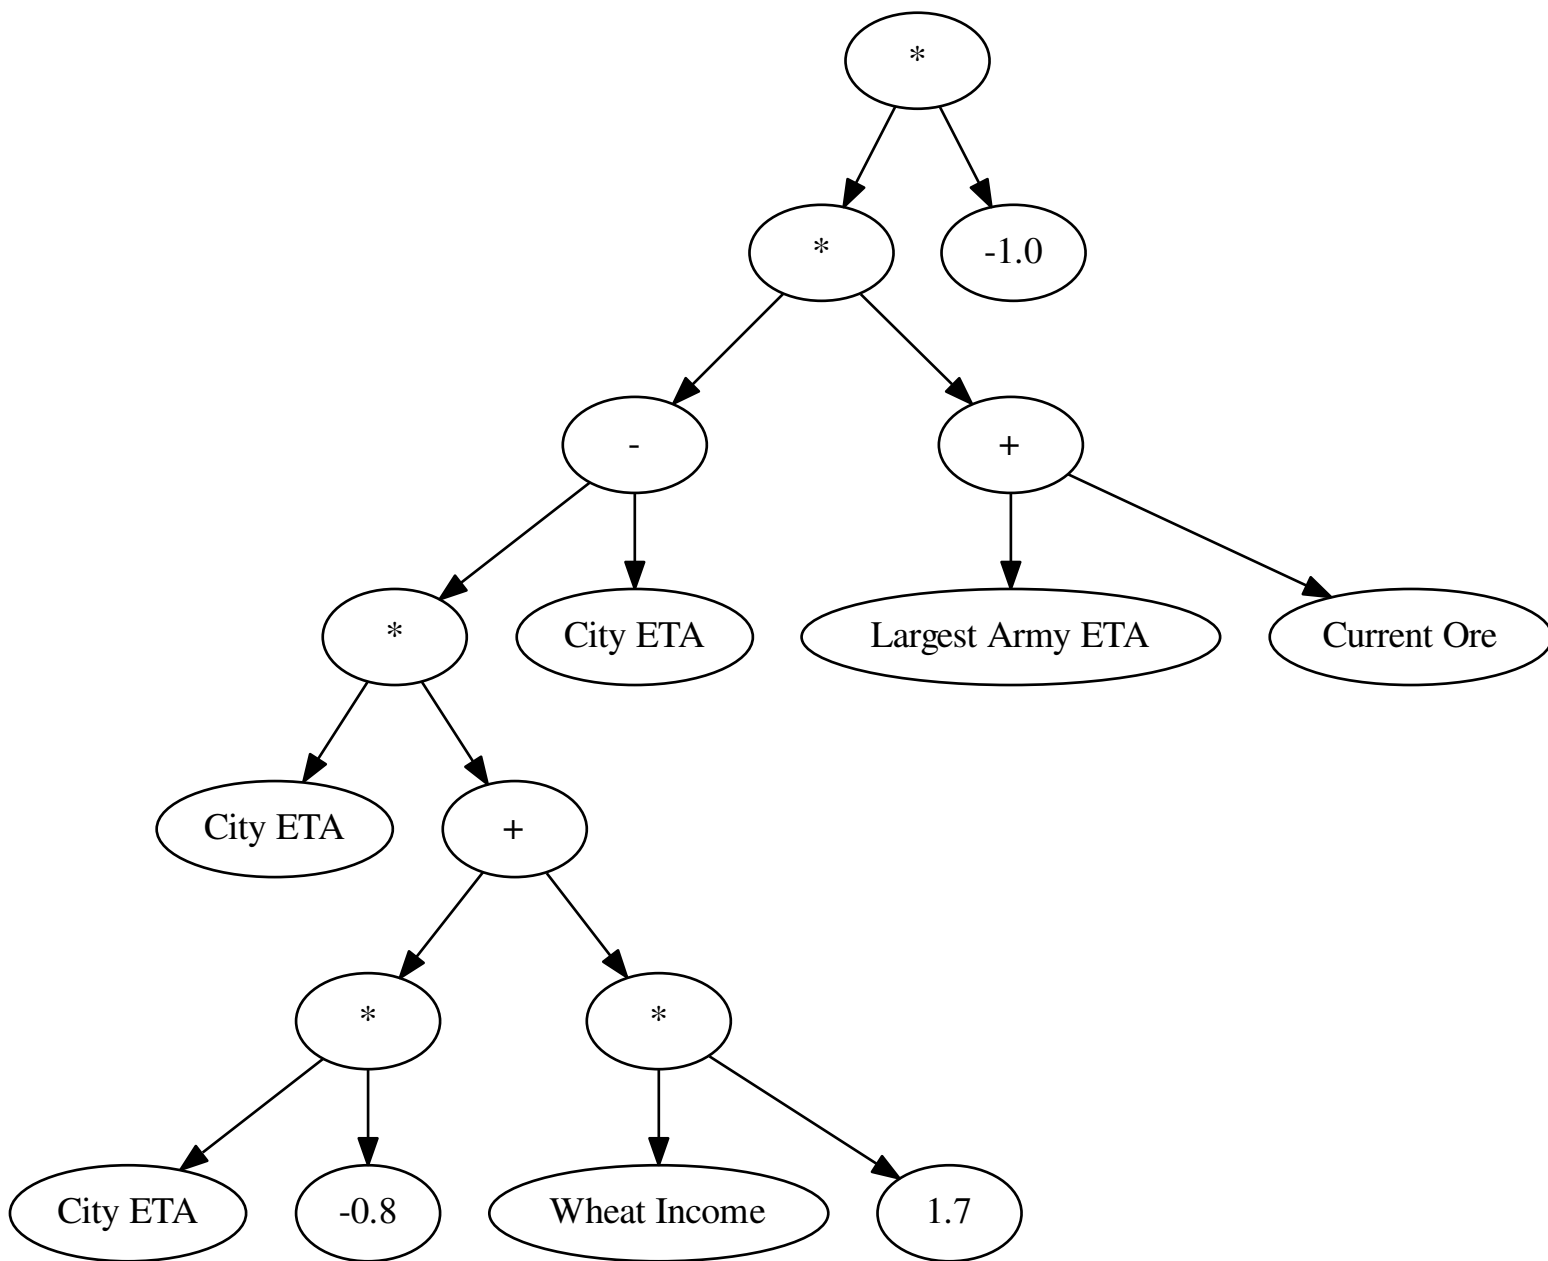 *
*
-1.0
-
+
*
City ETA
Largest Army ETA
Current Ore
City ETA
+
*
*
City ETA
-0.8
Wheat Income
1.7